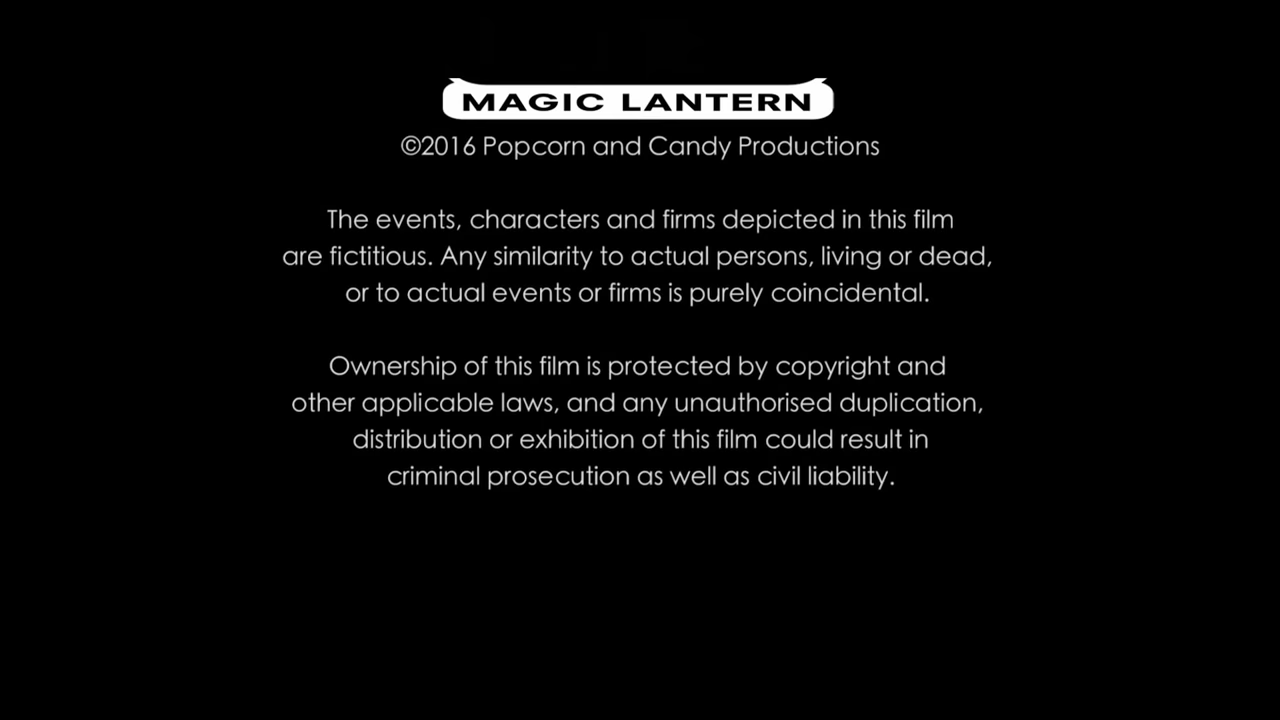 MAGIC LANTERN
©2016 Popcorn and Candy Productions
The events, characters and firms depicted in this film
are fictitious. Any similarity to actual persons, living or dead,
or to actual events or firms is purely coincidental.
Ownership of this film is protected by copyright and
other applicable laws, and any unauthorised duplication,
distribution or exhibition of this film could result in
criminal prosecution as well as civil liability.